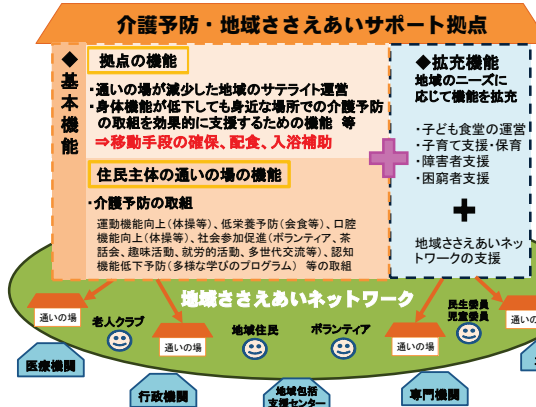 介護予防・地域ささえあいサポート拠点
◆基本機能
拠点の機能
・通いの場が減少した地域のサテライト運営
・身体機能が低下しても身近な場所での介護予防
の取組を効果的に支援するための機能 等
⇒移動手段の確保、配食、入浴補助
住民主体の通いの場の機能
・介護予防の取組
運動機能向上(体操等)、低栄養予防(会食等)、口腔
機能向上(体操等)、社会参加促進(ボランティア、茶
話会、趣味活動、就労的活動、多世代交流等)、認知
機能低下予防(多様な学びのプログラム) 等の取組
◆拡充機能
地域のニーズに
応じて機能を拡充
・子ども食堂の運営
・子育て支援・保育
・障害者支援
・困窮者支援
+
地域ささえあいネッ
トワークの支援
地域ささえあいネットワーク
通いの場
老人クラブ
通いの場
地域住民
ボランティア
通いの場
民生委員
児童委員
通いの
医療機関
行政機関
地域包括
支援センター
専門機関